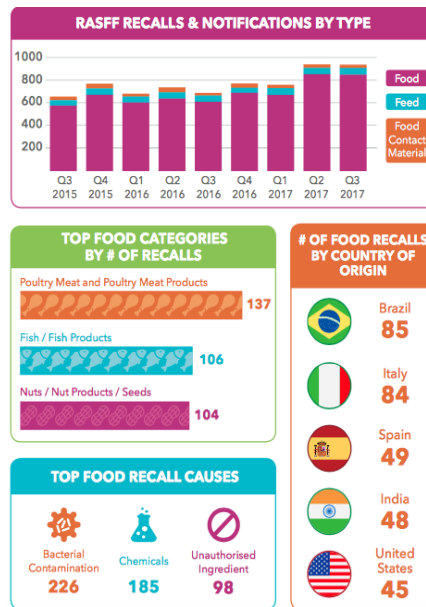 RASFF RECALLS & NOTIFICATIONS BY TYPE
1000
800
600
400
200
Q3 Q4 Q1 Q2 Q3 Q4 Q1 Q2 Q3
2015 2015 2016 2016 2016 2016 2017 2017 2017
Food
Feed
Food
Contact
Material
TOP FOOD CATEGORIES
BY # OF RECALLS
Poultry Meat and Poultry Meat Products
137
Fish / Fish Products
106
Nuts / Nut Products / Seeds
104
TOP FOOD RECALL CAUSES
Bacterial
Contamination
226
Chemicals
185
Unauthorised
Ingredient
98
# OF FOOD RECALLS
BY COUNTRY OF
ORIGIN
Brazil
85
Italy
84
Spain
49
India
48
United
States
45